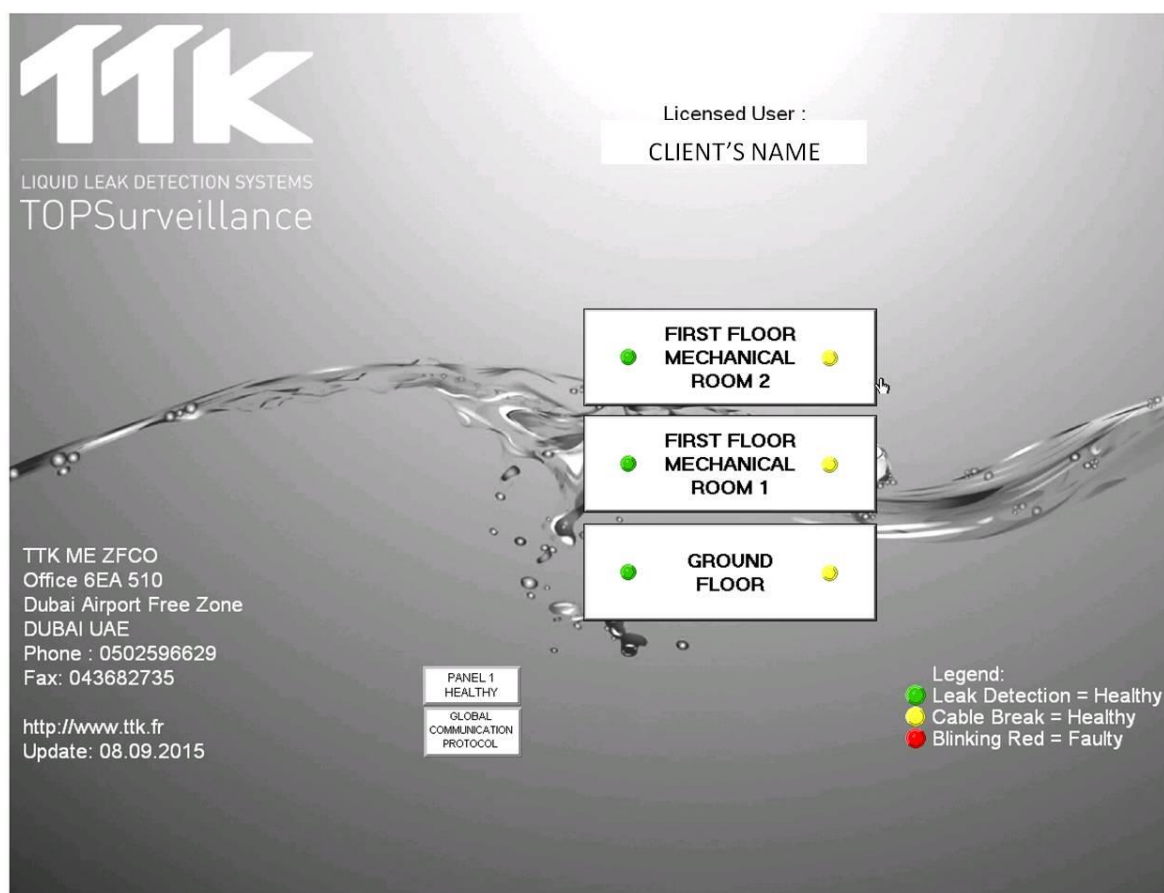 TTK
LIQUID LEAK DETECTION SYSTEMS
TOPSurveillance
Licensed User :
CLIENT'S NAME
FIRST FLOOR
MECHANICAL
ROOM 2
FIRST FLOOR
MECHANICAL
ROOM 1
GROUND
FLOOR
TTK ME ZFCO
Office 6EA 510
Dubai Airport Free Zone
DUBAI UAE
Phone : 0502596629
Fax: 043682735
http://www.ttk.fr
Update: 08.09.2015
PANEL 1
HEALTHY
GLOBAL
COMMUNICATION
PROTOCOL
Legend:
Leak Detection = Healthy
Cable Break = Healthy
Blinking Red = Faulty